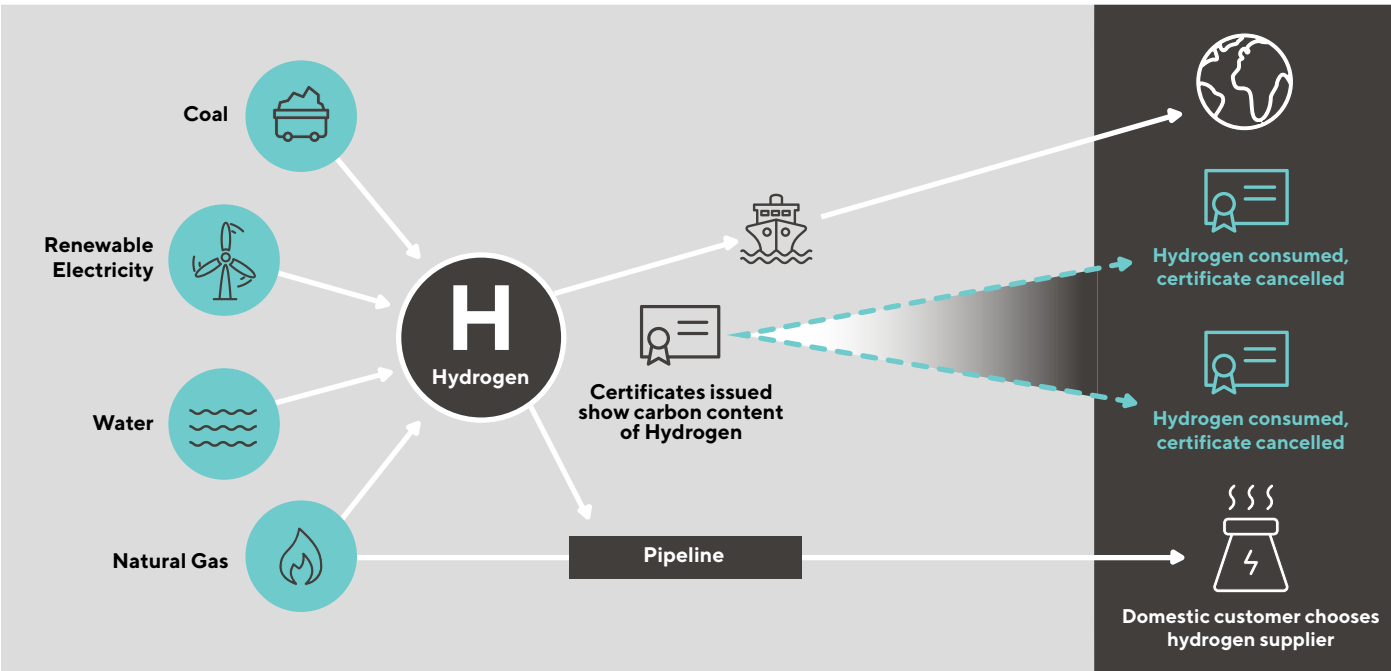 Coal
Renewable
Electricity
Water
Natural Gas
H
Hydrogen
Certificates issued
show carbon content
of Hydrogen
Pipeline
Hydrogen consumed,
certificate cancelled
Hydrogen consumed,
certificate cancelled
Domestic customer chooses
hydrogen supplier